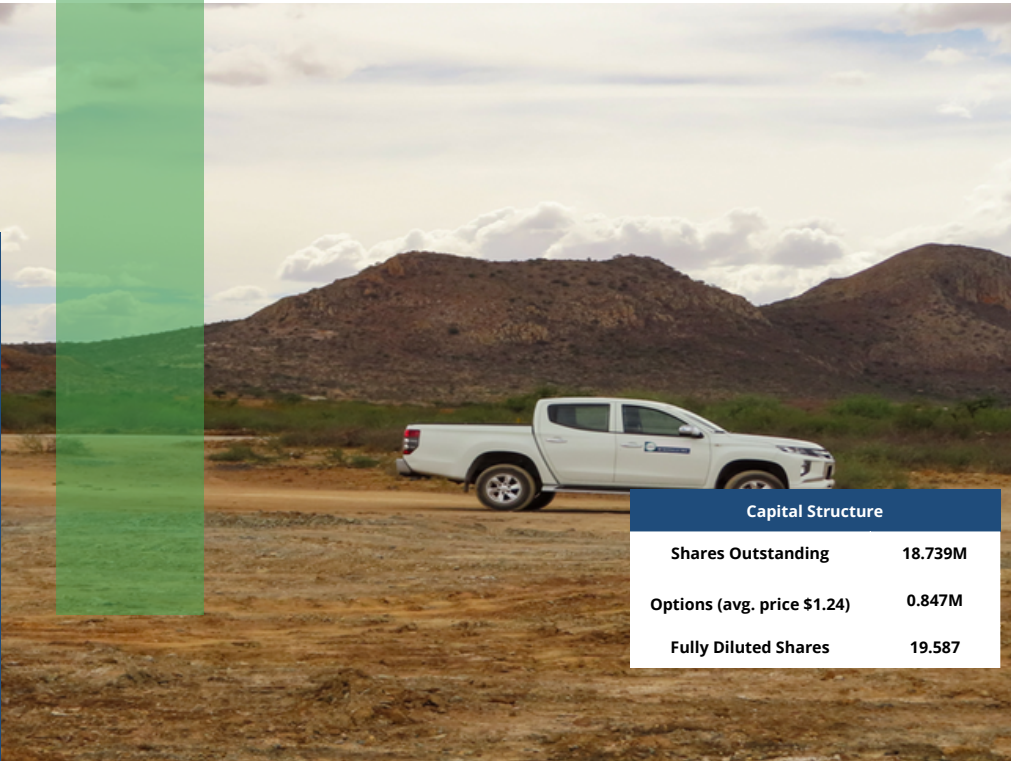 Capital Structure
Shares Outstanding 18.739M
Options (avg. price $1.24) 0.847M
Fully Diluted Shares 19.587